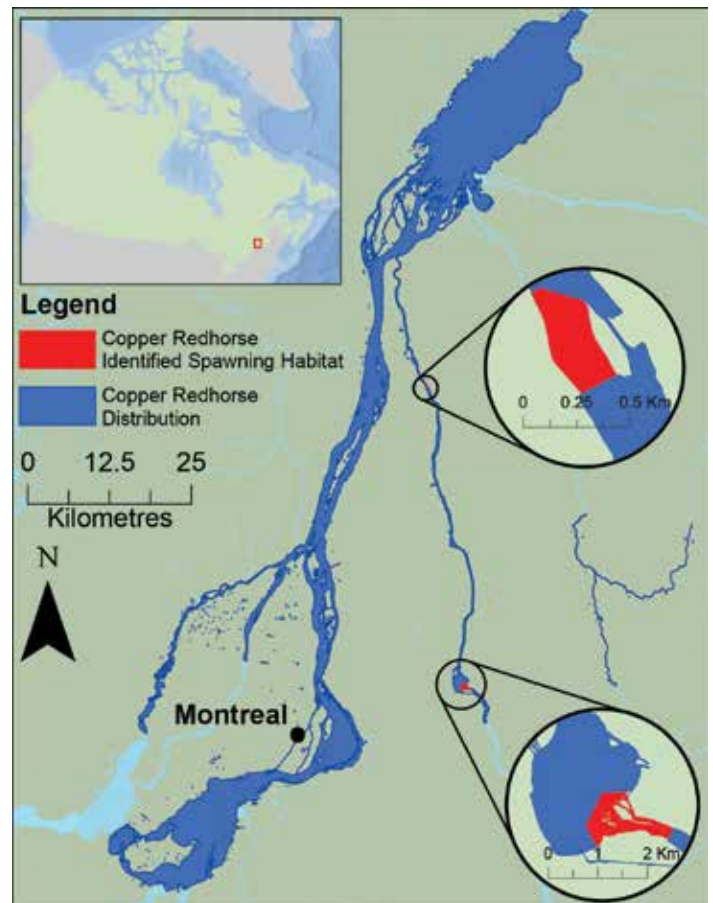 Legend
Copper Redhorse
Identified Spawning Habitat
Copper Redhorse
Distribution
0 12.5 25
Kilometres
N
0 0.25 0.5 Km
Montreal
0 1 2 Km